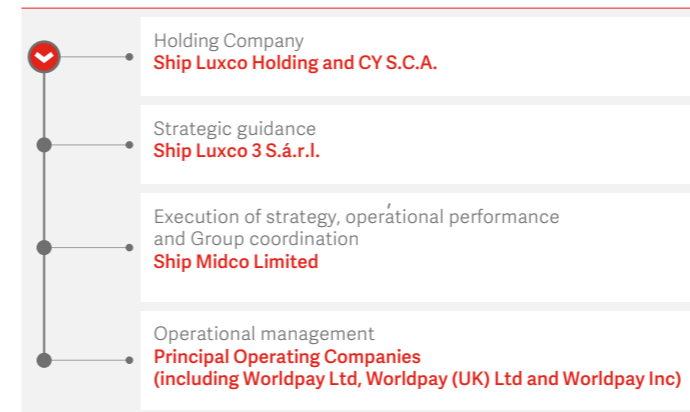 Holding Company
Ship Luxco Holding and CY S.C.A.
Strategic guidance
Ship Luxco 3 S.á.r.l.
Execution of strategy, operational performance
and Group coordination
Ship Midco Limited
Operational management
Principal Operating Companies
(including Worldpay Ltd, Worldpay (UK) Ltd and Worldpay Inc)